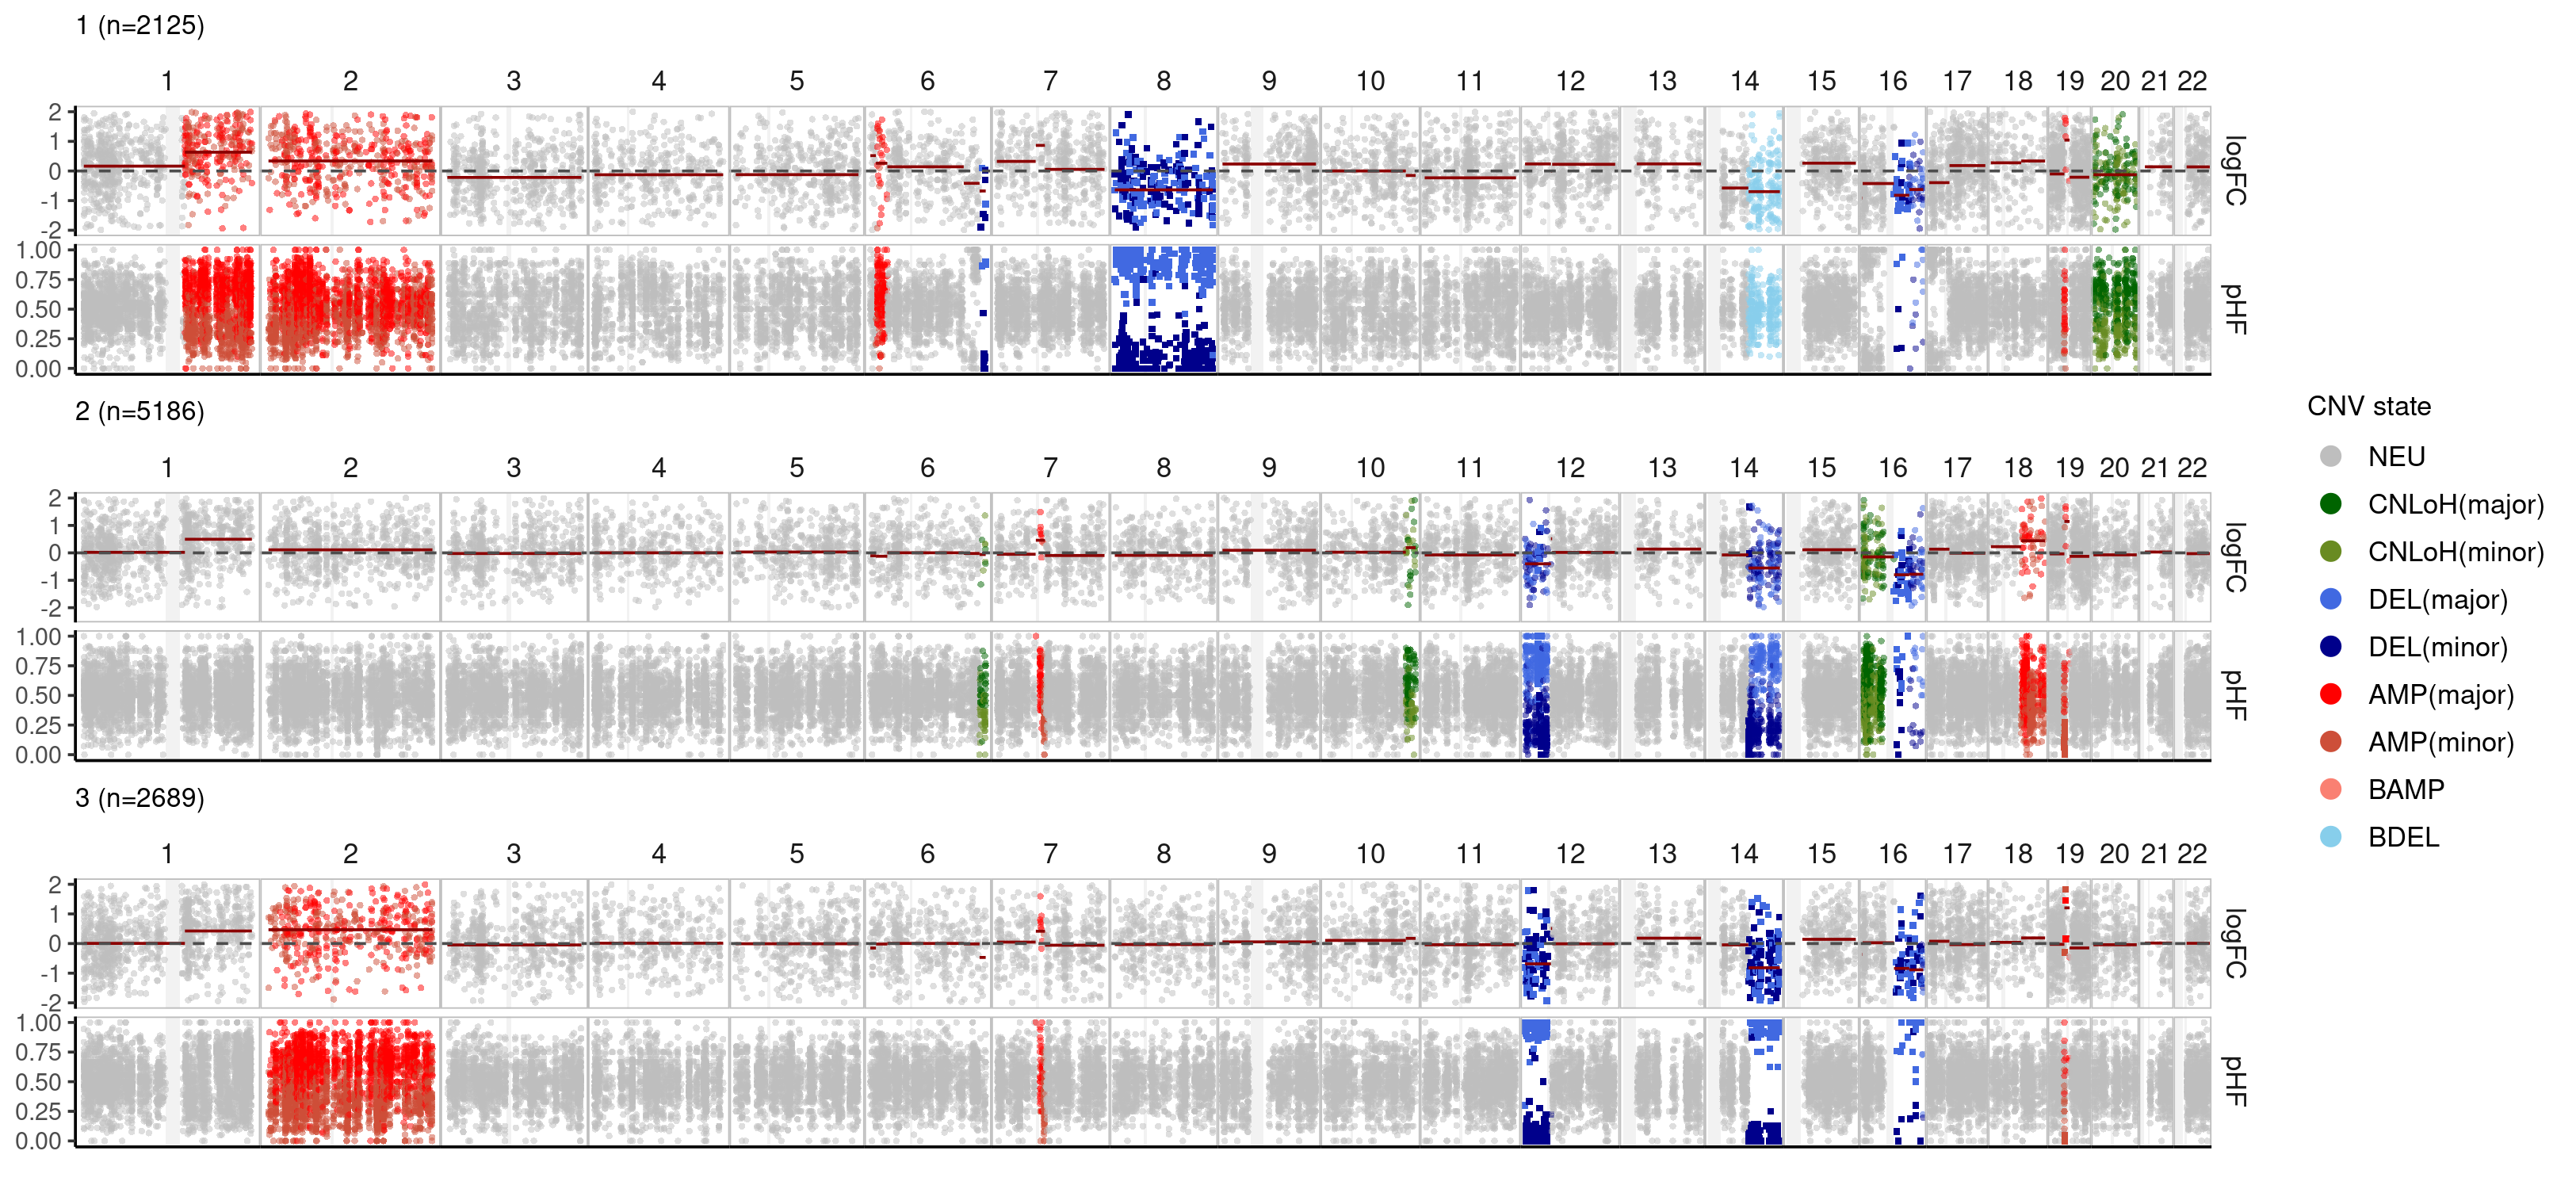 1 (n=2125)
1 2 3 4 5 6 7 8 9 10 11 12 13 14 15 16 17 18 19 20 21 22
2
1
0
-1
-2
logFC
1.00
0.75
0.50
0.25
0.00
pHF
2 (n=5186)
1 2 3 4 5 6 7 8 9 10 11 12 13 14 15 16 17 18 19 20 21 22
2
1
0
-1
-2
logFC
1.00
0.75
0.50
0.25
0.00
pHF
3 (n=2689)
1 2 3 4 5 6 7 8 9 10 11 12 13 14 15 16 17 18 19 20 21 22
2
1
0
-1
-2
logFC
1.00
0.75
0.50
0.25
0.00
pHF
CNV state
NEU
CNLoH(major)
CNLoH(minor)
DEL(major)
DEL(minor)
AMP(major)
AMP(minor)
BAMP
BDEL